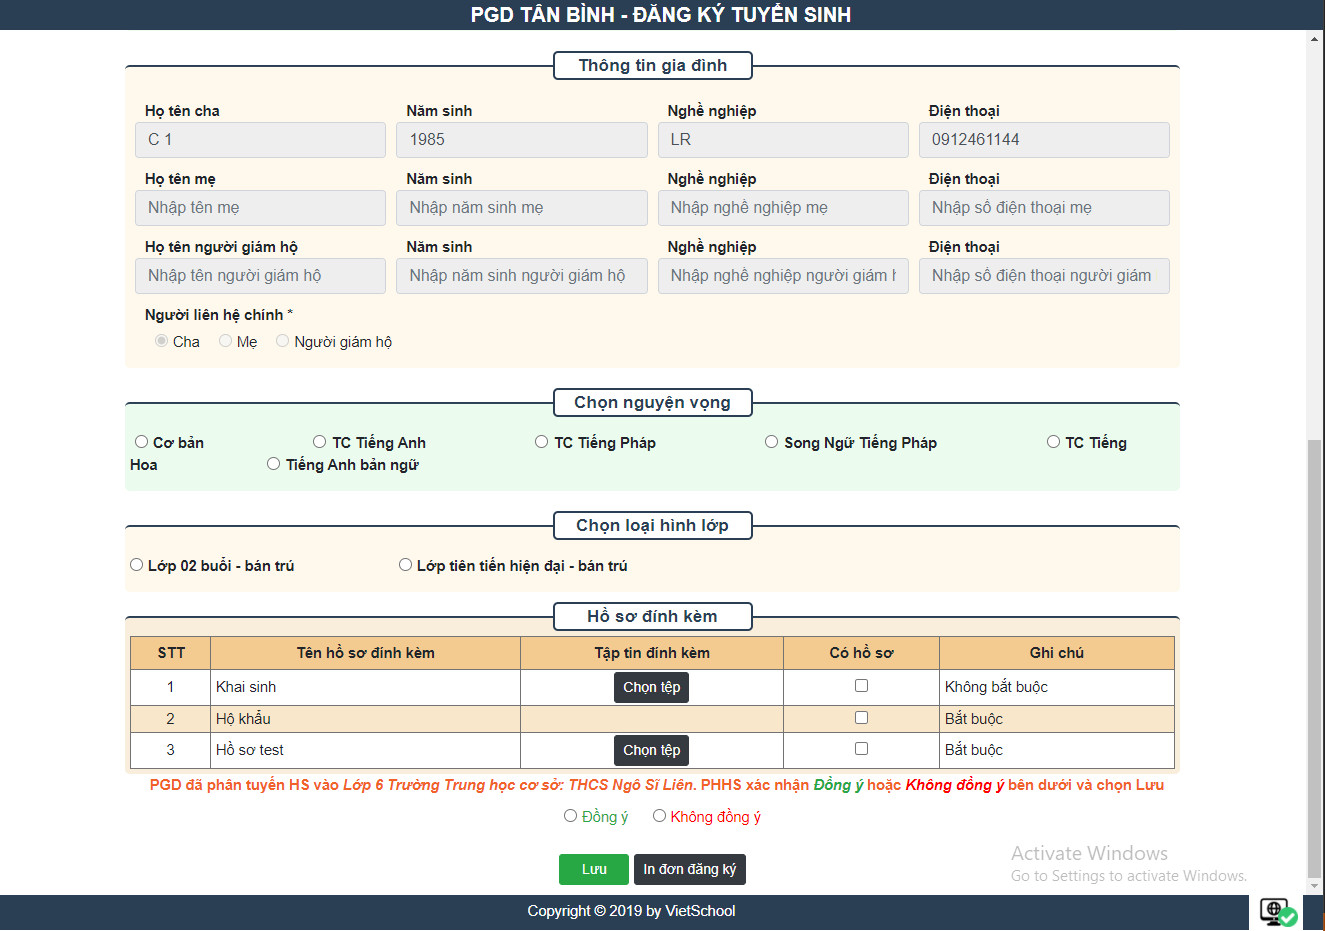 PGD TÂN BÌNH - ĐĂNG KÝ TUYỂN SINH
Thông tin gia đình
Họ tên cha Năm sinh Nghề nghiệp Điện thoại
C 1 1985 LR 0912461144
Họ tên mẹ Năm sinh Nghề nghiệp Điện thoại
Nhập tên mẹ Nhập năm sinh mẹ Nhập nghề nghiệp mẹ Nhập số điện thoại mẹ
Họ tên người giám hộ Năm sinh Nghề nghiệp Điện thoại
Nhập tên người giám hộ Nhập năm sinh người giám hộ Nhập nghề nghiệp người giám h Nhập số điện thoại người giám
Người liên hệ chính *
Cha Mẹ Người giám hộ
Chọn nguyện vọng
Cơ bản TC Tiếng Anh TC Tiếng Pháp Song Ngữ Tiếng Pháp TC Tiếng
Hoa Tiếng Anh bản ngữ
Chọn loại hình lớp
Lớp 02 buổi - bán trú Lớp tiên tiến hiện đại - bán trú
Hồ sơ đính kèm
STT Tên hồ sơ đính kèm Tập tin đính kèm Có hồ sơ Ghi chú
1 Khai sinh Chọn tệp Không bắt buộc
2 Hộ khẩu Bắt buộc
3 Hồ sơ test Chọn tệp Bắt buộc
PGD đã phân tuyến HS vào Lớp 6 Trường Trung học cơ sở: THCS Ngô Sĩ Liên. PHHS xác nhận Đồng ý hoặc Không đồng ý bên dưới và chọn Lưu
Đồng ý Không đồng ý
Lưu In đơn đăng ký
Activate Windows
Go to Settings to activate Windows.
Copyright © 2019 by VietSchool